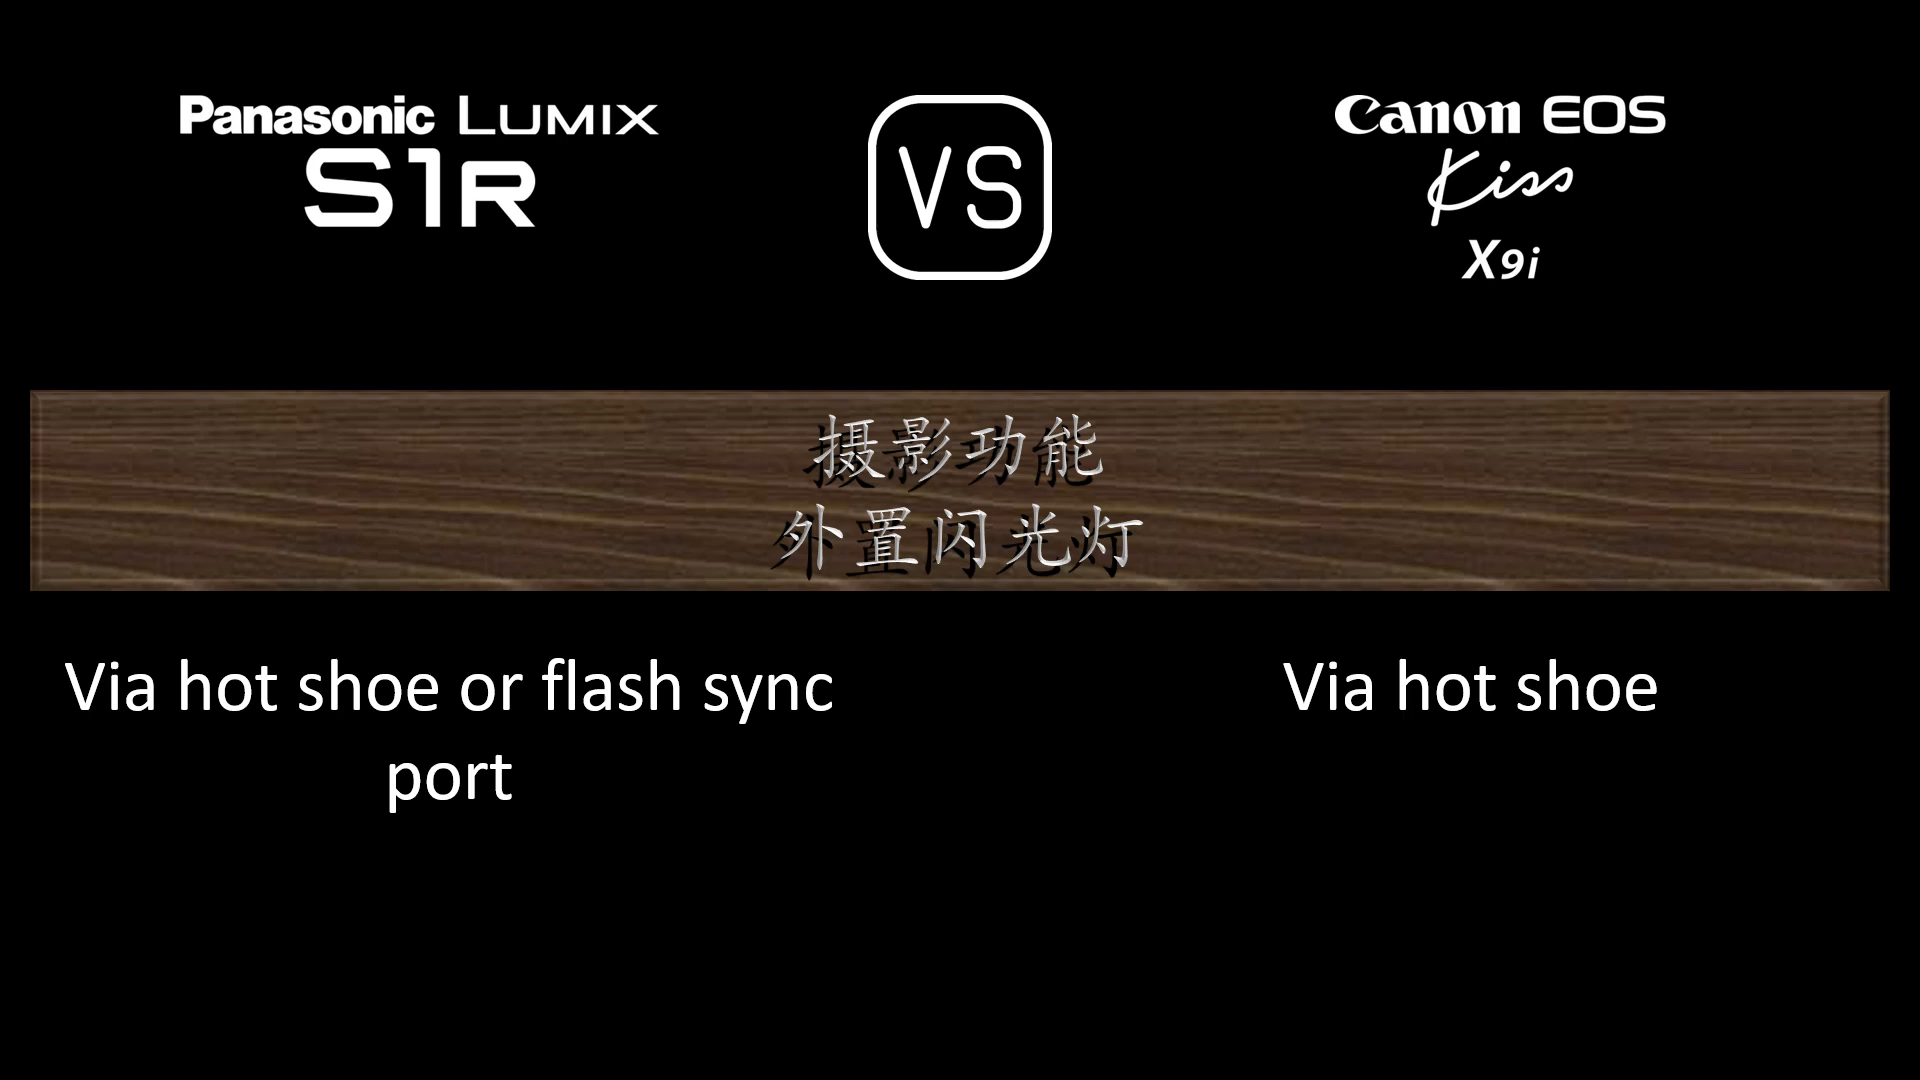 Panasonic LUMIX
S1R
VS
Canon EOS
Kiss
X9i
摄影功能
外置闪光灯
Via hot shoe or flash sync
port
Via hot shoe